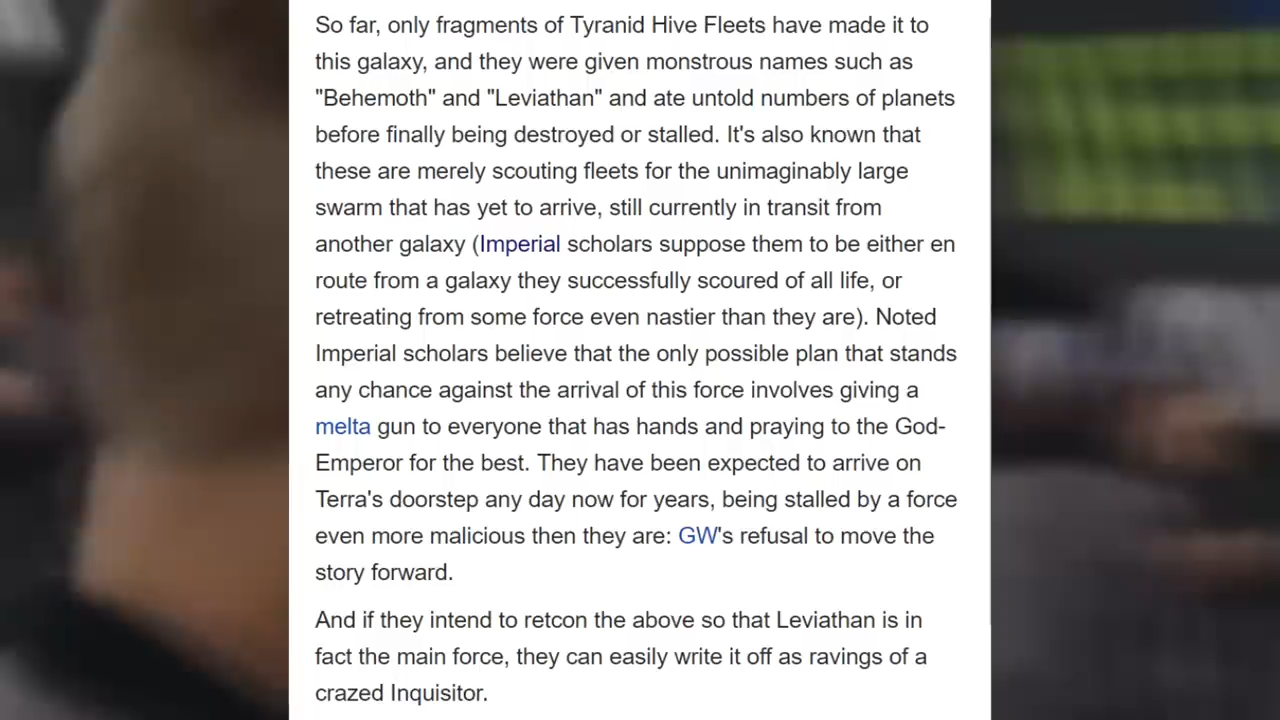 So far, only fragments of Tyranid Hive Fleets have made it to
this galaxy, and they were given monstrous names such as
"Behemoth" and "Leviathan" and ate untold numbers of planets
before finally being destroyed or stalled. It's also known that
these are merely scouting fleets for the unimaginably large
swarm that has yet to arrive, still currently in transit from
another galaxy (Imperial scholars suppose them to be either en
route from a galaxy they successfully scoured of all life, or
retreating from some force even nastier than they are). Noted
Imperial scholars believe that the only possible plan that stands
any chance against the arrival of this force involves giving a
melta gun to everyone that has hands and praying to the God-
Emperor for the best. They have been expected to arrive on
Terra's doorstep any day now for years, being stalled by a force
even more malicious then they are: GW's refusal to move the
story forward.
And if they intend to retcon the above so that Leviathan is in
fact the main force, they can easily write it off as ravings of a
crazed Inquisitor.